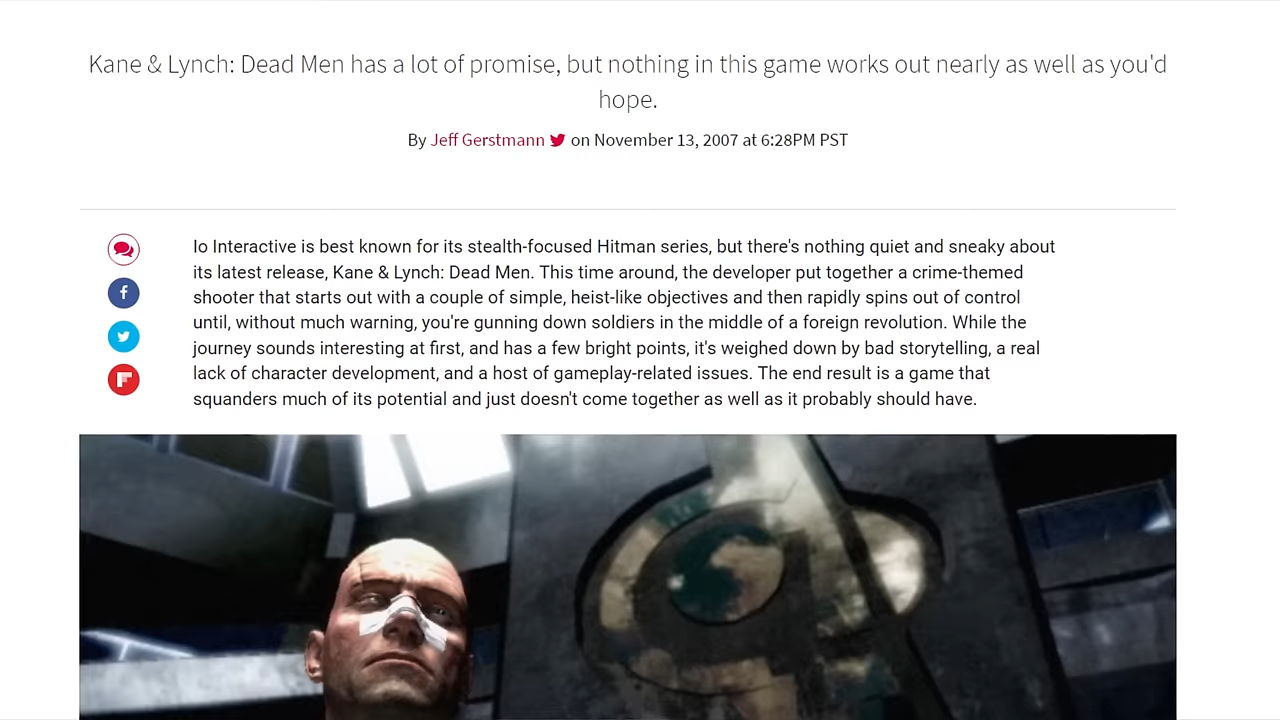 Kane & Lynch: Dead Men has a lot of promise, but nothing in this game works out nearly as well as you'd
hope.
By Jeff Gerstmann on November 13, 2007 at 6:28PM PST
Io Interactive is best known for its stealth-focused Hitman series, but there's nothing quiet and sneaky about
its latest release, Kane & Lynch: Dead Men. This time around, the developer put together a crime-themed
shooter that starts out with a couple of simple, heist-like objectives and then rapidly spins out of control
until, without much warning, you're gunning down soldiers in the middle of a foreign revolution. While the
journey sounds interesting at first, and has a few bright points, it's weighed down by bad storytelling, a real
lack of character development, and a host of gameplay-related issues. The end result is a game that
squanders much of its potential and just doesn't come together as well as it probably should have.